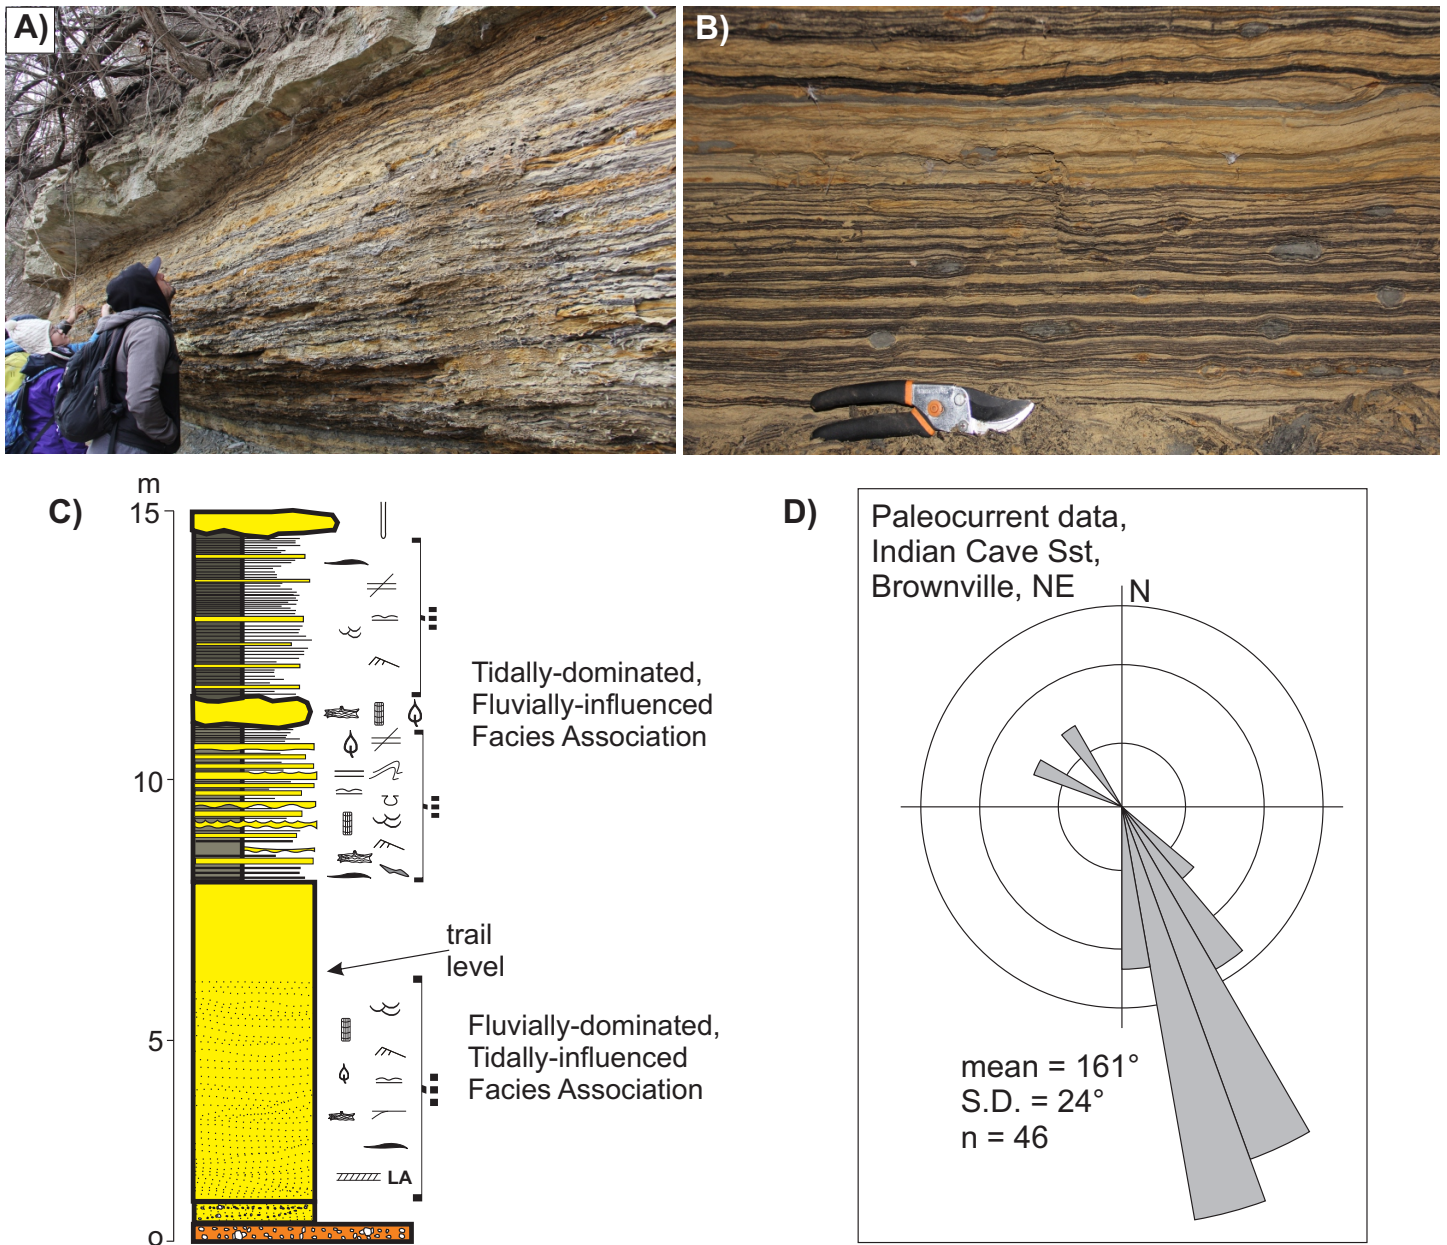 A)
B)
C)
m
15
10
5
0
Tidally-dominated,
Fluvially-influenced
Facies Association
trail
level
Fluvially-dominated,
Tidally-influenced
Facies Association
LA
D)
Paleocurrent data,
Indian Cave Sst,
Brownville, NE
N
mean = 161°
S.D. = 24°
n = 46